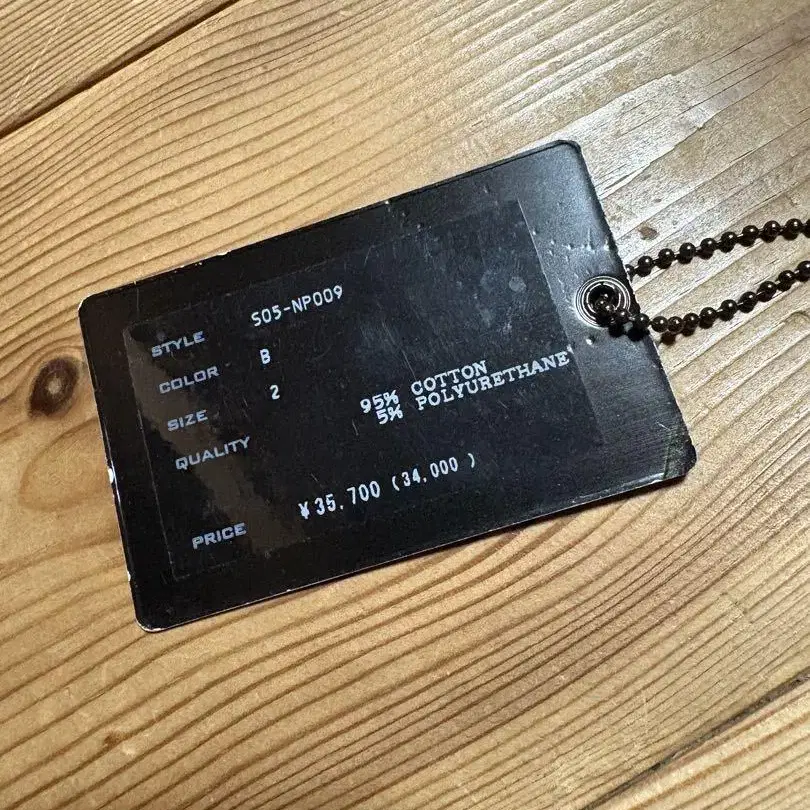 STYLE S05-NP009
COLOR B
SIZE 2
QUALITY 95% COTTON
5% POLYURETHANE
PRICE ¥35,700 (34,000 )